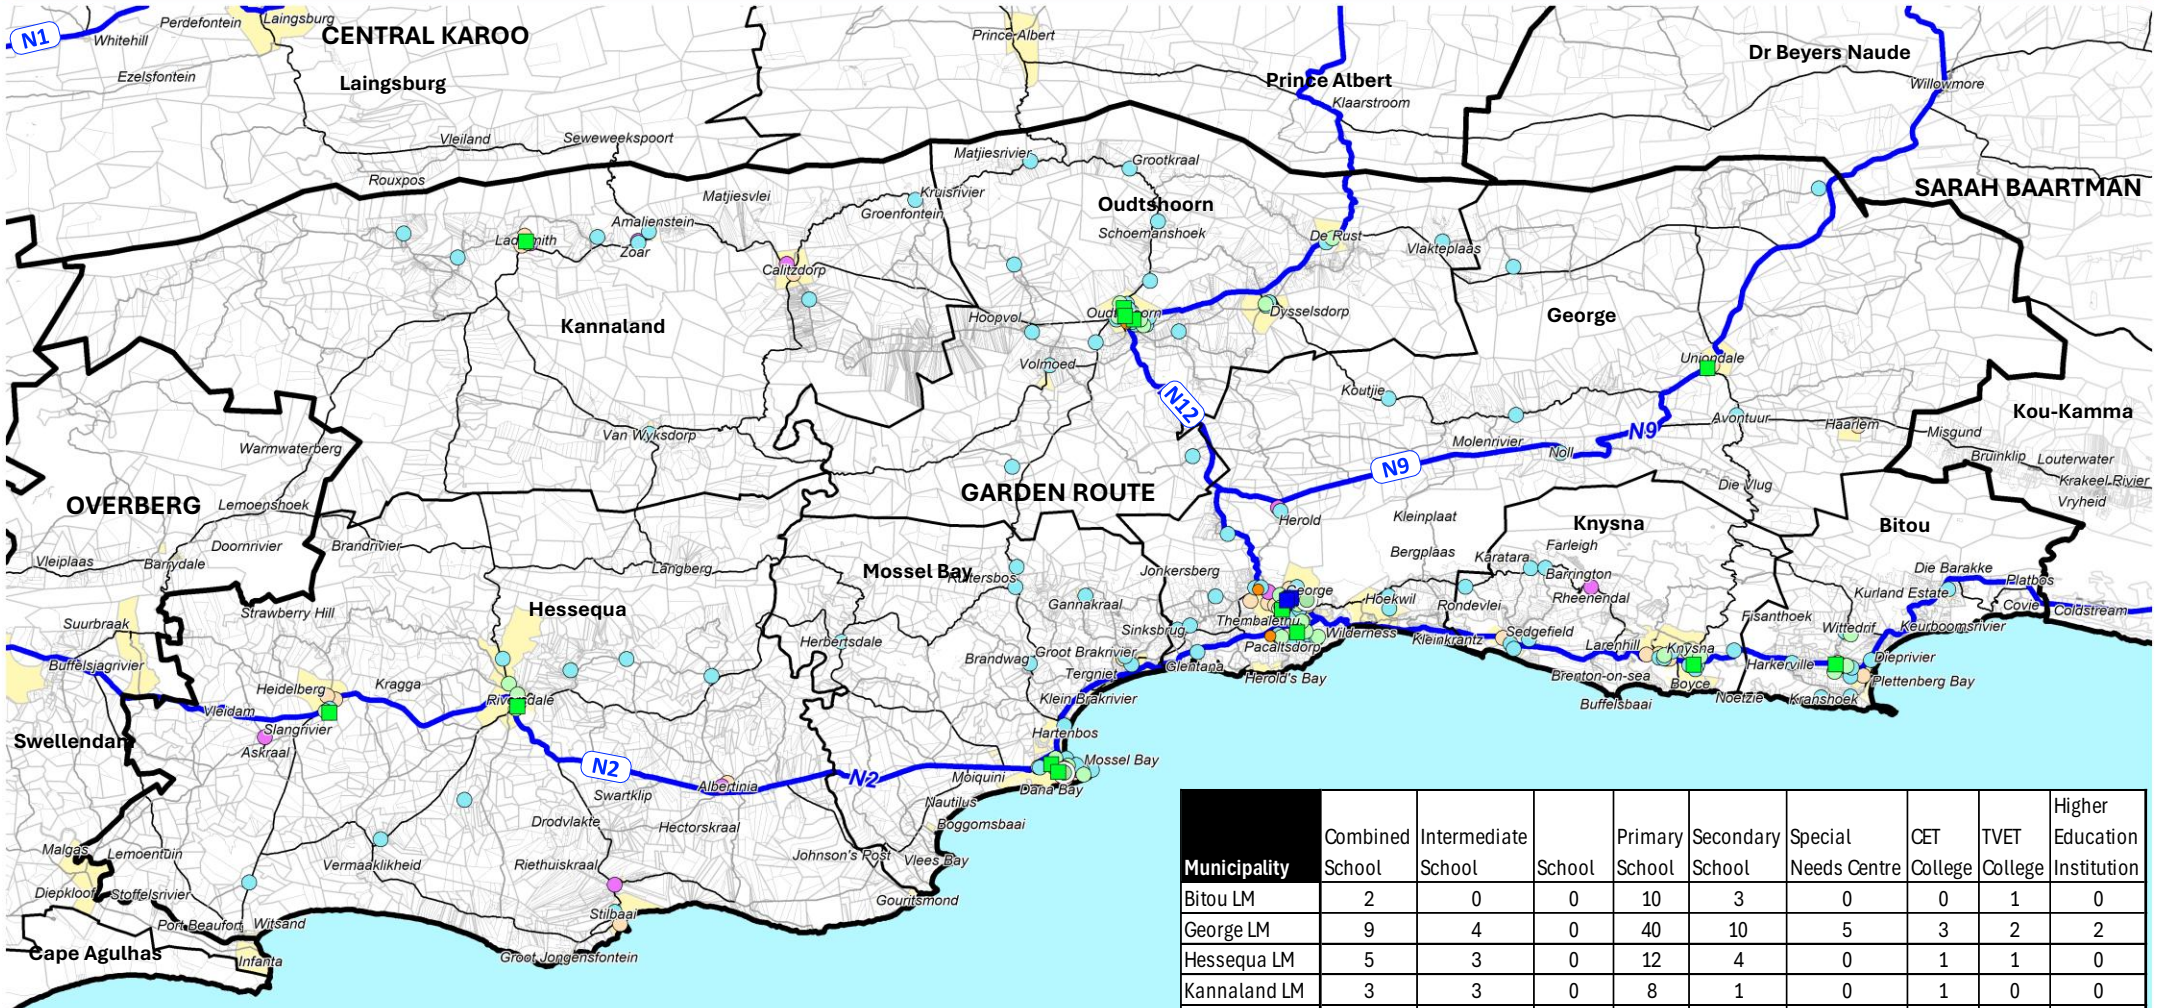 Perdefontein
Laingsburg
N1
Whitehill
CENTRAL KAROO
Prince Albert
Ezelsfontein
Laingsburg
Prince Albert
Klaarstroom
Dr Beyers Naude
Willowmore
Vleiland
Seweweekspoort
Matjiesrivier
Grootkraal
Rouxpos
Matjiesvlei
Kruisrivier
Groenfontein
Oudtshoorn
SARAH BAARTMAN
Amalienstein
Schoemanshoek
De Rust
Vlakteplaas
Zoar
Calitzdorp
Kannaland
Hoopvol
Dysselsdorp
George
Volmoed
Uniondale
Koutjie
N12
Avontuur
Haarlem
Kou-Kamma
Van Wyksdorp
N9
Misgund
Warmwaterberg
Molenrivier
Noll
Bruinklip
Louterwater
N9
Krakeel Rivier
OVERBERG
Lemoenshoek
GARDEN ROUTE
Die Vlug
Vryheid
Herold
Kleinplaat
Knysna
Bitou
Vleiplaas
Doornrivier
Brandrivier
Barrydale
Langberg
Mossel Bay
Jonkersberg
Bergplaas
Karatara
Farleigh
Barrington
Die Barakke
Platbos
Strawberry Hill
Hessequa
Gannakraal
Hoekwil
Rondevlei
Rheenendal
Kurland Estate
Covie
Coldstream
Suurbraak
Herbertsdale
Sinksbrug
Thembalethu
Wilderness
Kleinkrantz
Sedgefield
Fisanthoek
Wittedrif
Keurboomsrivier
Buffelsjagrivier
Brandwag
Groot Brakrivier
Pacaltsdorp
Larenhill
Knysna
Harkerville
Dieprivier
Tergniet
Glentana
Herold's Bay
Brenton-on-sea
Boyce
Plettenberg Bay
Heidelberg
Kragga
Klein Brakrivier
Buffelsbaai
Noetzie
Kranshoek
Vleidam
Slangrivier
Askraal
Swellendam
Hartenbos
N2
N2
Mossel Bay
Albertinia
Moiquini
Dana Bay
Swartklip
Nautilus
Drodvlakte
Hectorskraal
Boggomsbaai
Malgas
Lemoentuin
Vermaaklikheid
Riethuiskraal
Johnson's Post
Vlees Bay
Diepkloof
Stoffelsrivier
Gouritsmond
Port Beaufort
Witsand
Stilbaai
Cape Agulhas
Infanta
Groot Jongensfontein
Municipality Combined School Intermediate School School Primary School Secondary School Special Needs Centre CET College TVET College Higher Education Institution
Bitou LM 2 0 0 10 3 0 0 1 0
George LM 9 4 0 40 10 5 3 2 2
Hessequa LM 5 3 0 12 4 0 1 1 0
Kannaland LM 3 3 0 8 1 0 1 0 0